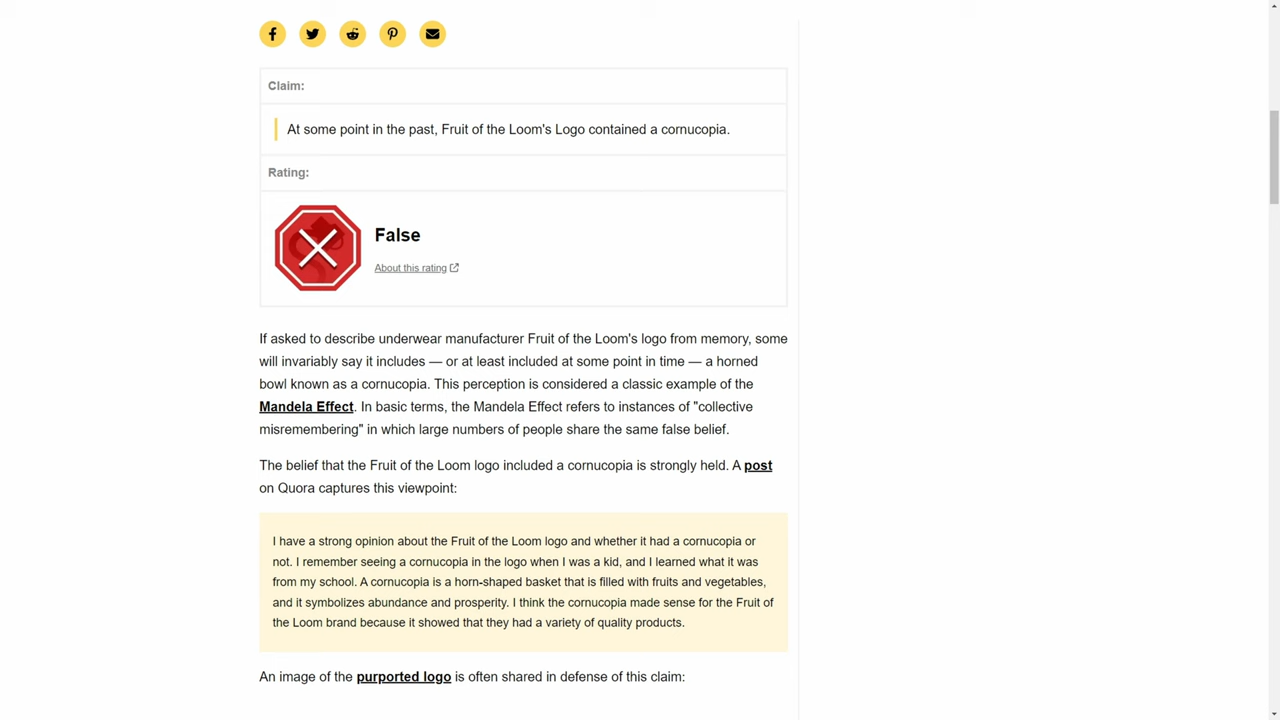 Claim:
At some point in the past, Fruit of the Loom's Logo contained a cornucopia.
Rating:
False
About this rating
If asked to describe underwear manufacturer Fruit of the Loom's logo from memory, some
will invariably say it includes — or at least included at some point in time — a horned
bowl known as a cornucopia. This perception is considered a classic example of the
Mandela Effect. In basic terms, the Mandela Effect refers to instances of "collective
misremembering" in which large numbers of people share the same false belief.
The belief that the Fruit of the Loom logo included a cornucopia is strongly held. A post
on Quora captures this viewpoint:
I have a strong opinion about the Fruit of the Loom logo and whether it had a cornucopia or
not. I remember seeing a cornucopia in the logo when I was a kid, and I learned what it was
from my school. A cornucopia is a horn-shaped basket that is filled with fruits and vegetables,
and it symbolizes abundance and prosperity. I think the cornucopia made sense for the Fruit of
the Loom brand because it showed that they had a variety of quality products.
An image of the purported logo is often shared in defense of this claim: